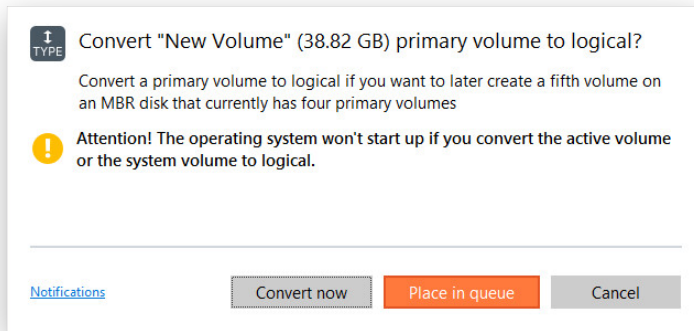 TYPE
Convert "New Volume" (38.82 GB) primary volume to logical?
Convert a primary volume to logical if you want to later create a fifth volume on
an MBR disk that currently has four primary volumes
Attention! The operating system won't start up if you convert the active volume
or the system volume to logical.
Notifications
Convert now
Place in queue
Cancel